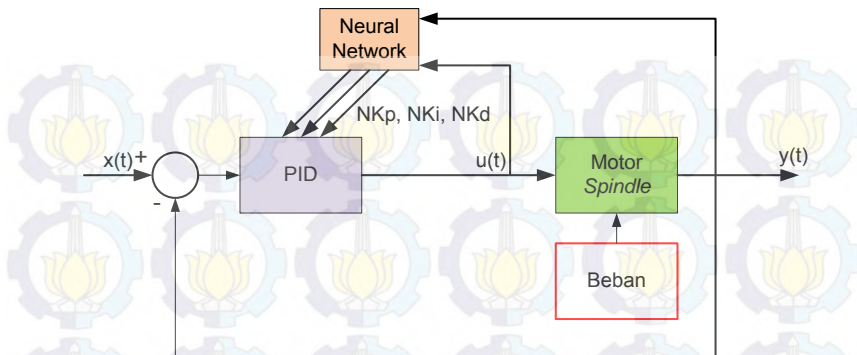 Neural
Network
NKp, NKi, NKd
x(t)
+
-
PID
u(t)
Motor
Spindle
y(t)
Beban